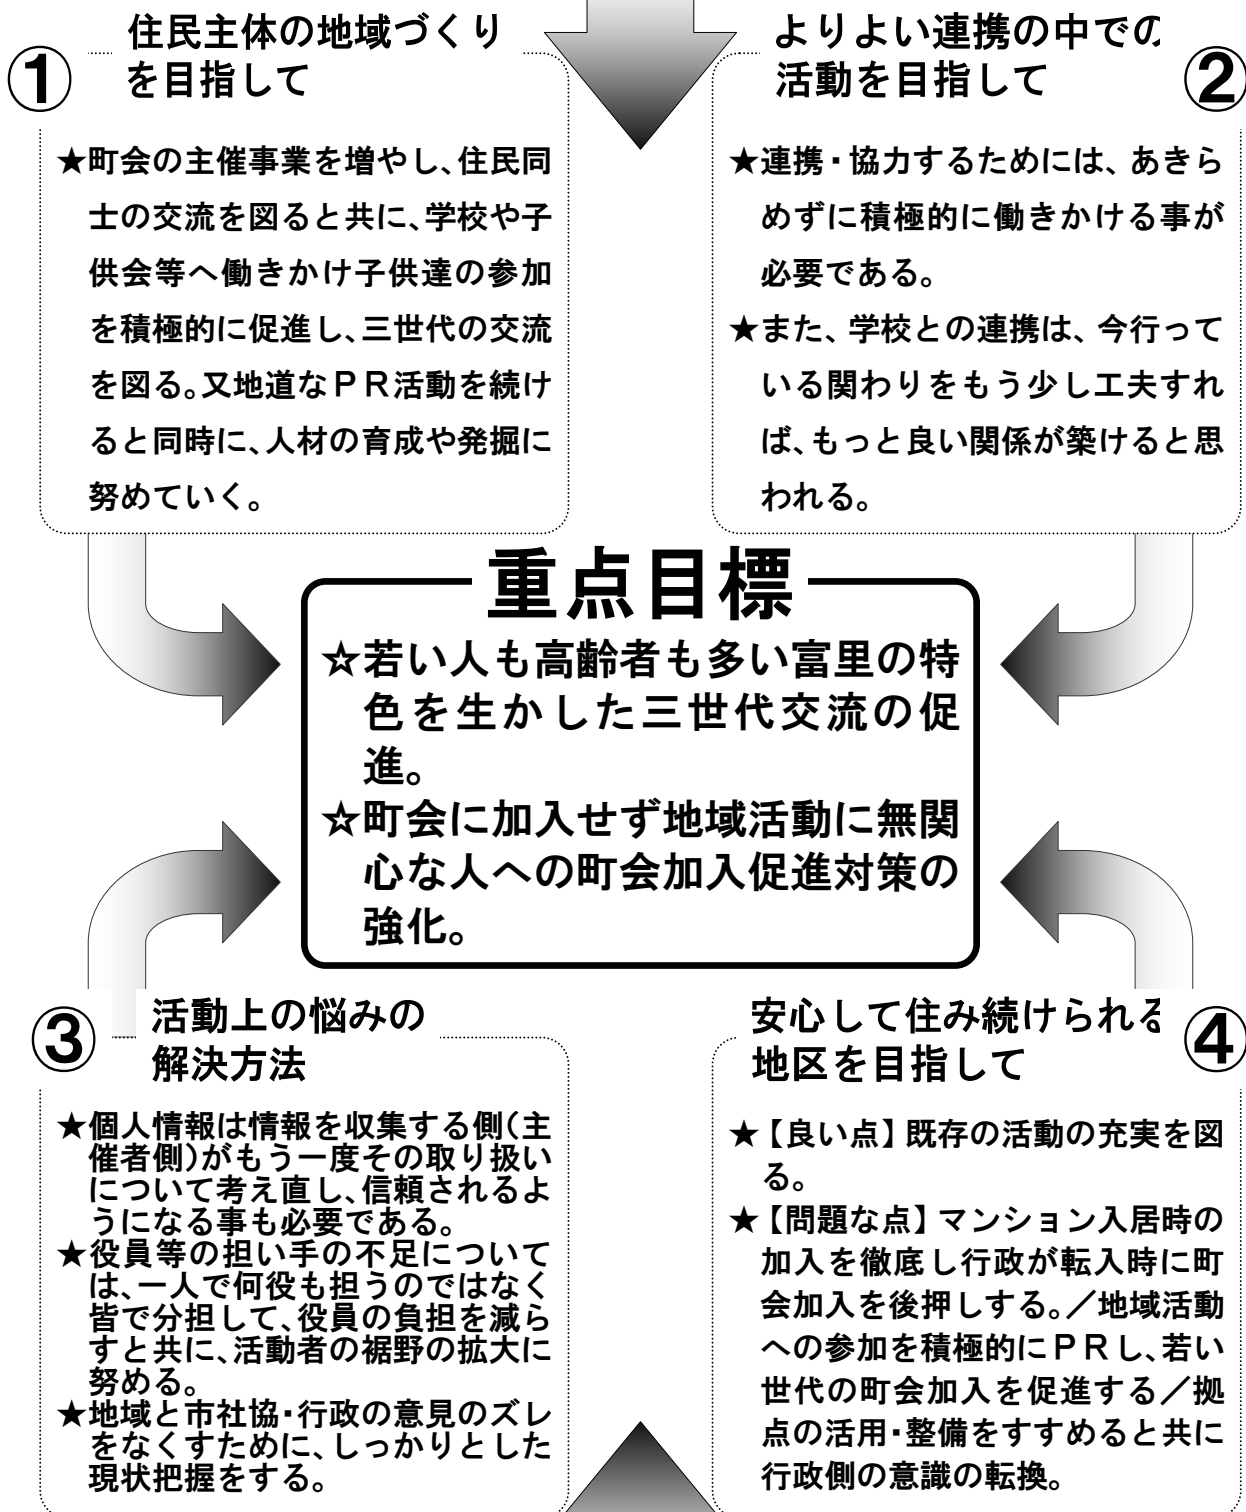 ①
住民主体の地域づくり
を目指して
★町会の主催事業を増やし、住民同
士の交流を図ると共に、学校や子
供会等へ働きかけ子供達の参加
を積極的に促進し、三世代の交流
を図る。又地道なＰＲ活動を続け
ると同時に、人材の育成や発掘に
努めていく。
②
よりよい連携の中での
活動を目指して
★連携・協力するためには、あきら
めずに積極的に働きかける事が
必要である。
★また、学校との連携は、今行って
いる関わりをもう少し工夫すれ
ば、もっと良い関係が築けると思
われる。
重点目標
☆若い人も高齢者も多い富里の特
色を生かした三世代交流の促
進。
☆町会に加入せず地域活動に無関
心な人への町会加入促進対策の
強化。
③
活動上の悩みの
解決方法
★個人情報は情報を収集する側（主
催者側）がもう一度その取り扱い
について考え直し、信頼されるよ
うになる事も必要である。
★役員等の担い手の不足について
は、一人で何役も担うのではなく
皆で分担して、役員の負担を減ら
すと共に、活動者の裾野の拡大に
努める。
★地域と市社協・行政の意見のズレ
をなくすために、しっかりとした
現状把握をする。
④
安心して住み続けられる
地区を目指して
★【良い点】既存の活動の充実を図
る。
★【問題な点】マンション入居時の
加入を徹底し行政が転入時に町
会加入を後押しする。／地域活動
への参加を積極的にＰＲし、若い
世代の町会加入を促進する／拠
点の活用・整備をすすめると共に
行政側の意識の転換。